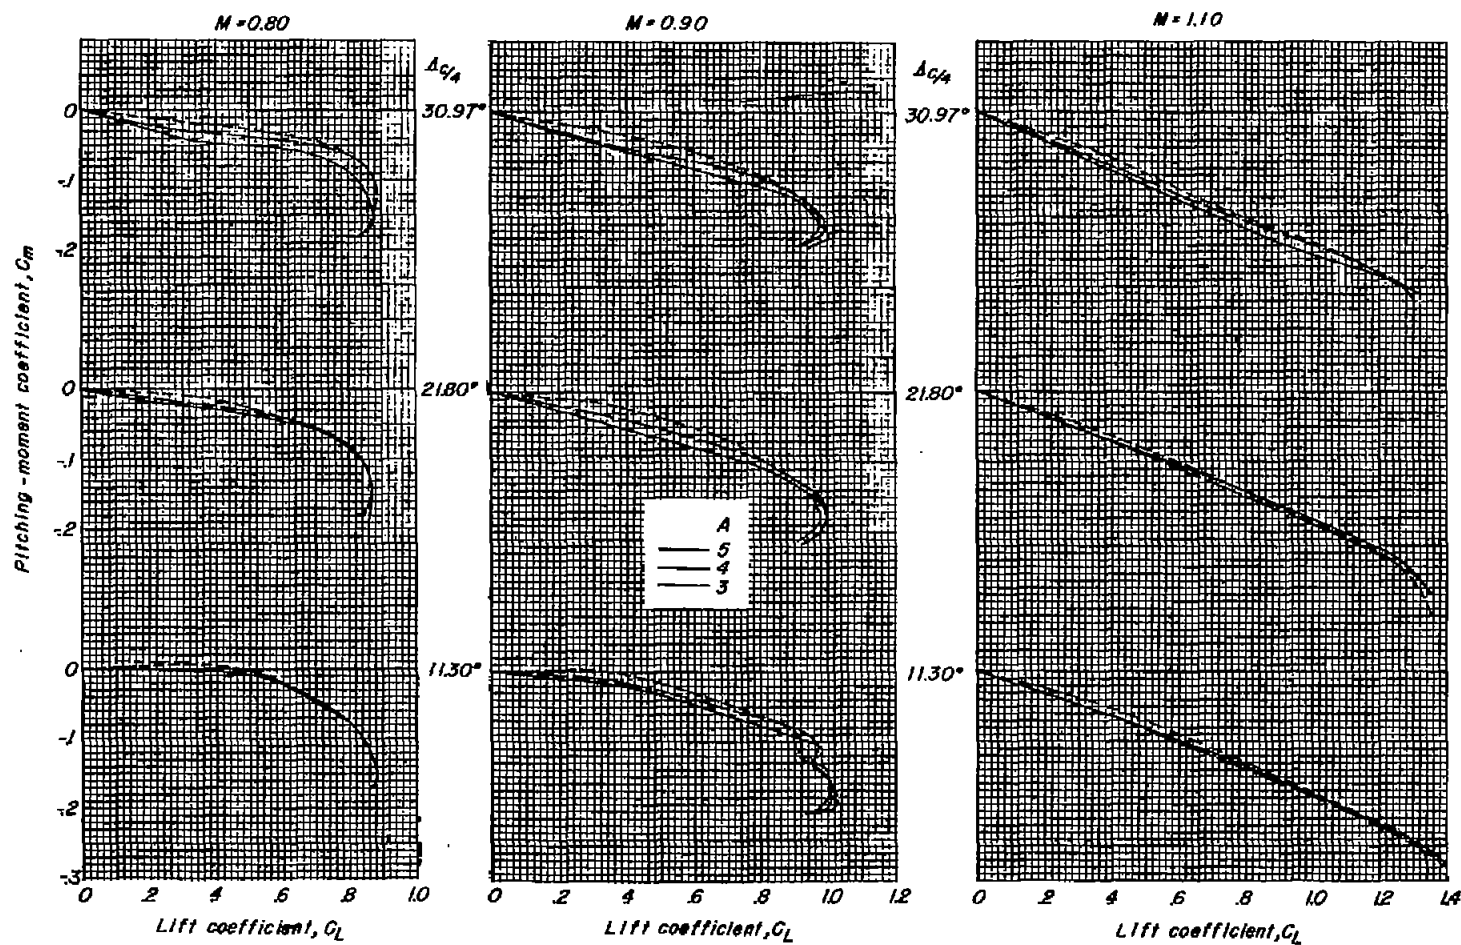 M = 0.80
M = 0.90
M = 1.10
Λc/4
Λc/4
0
30.97°
30.97°
-.1
-.2
0
21.80°
21.80°
-.1
-.2
A
5
4
3
0
11.30°
11.30°
-.1
-.2
-.3
Pitching-moment coefficient, Cm
0 .2 .4 .6 .8 1.0
0 .2 .4 .6 .8 1.0 1.2
0 .2 .4 .6 .8 1.0 1.2 1.4
Lift coefficient, CL
Lift coefficient, CL
Lift coefficient, CL